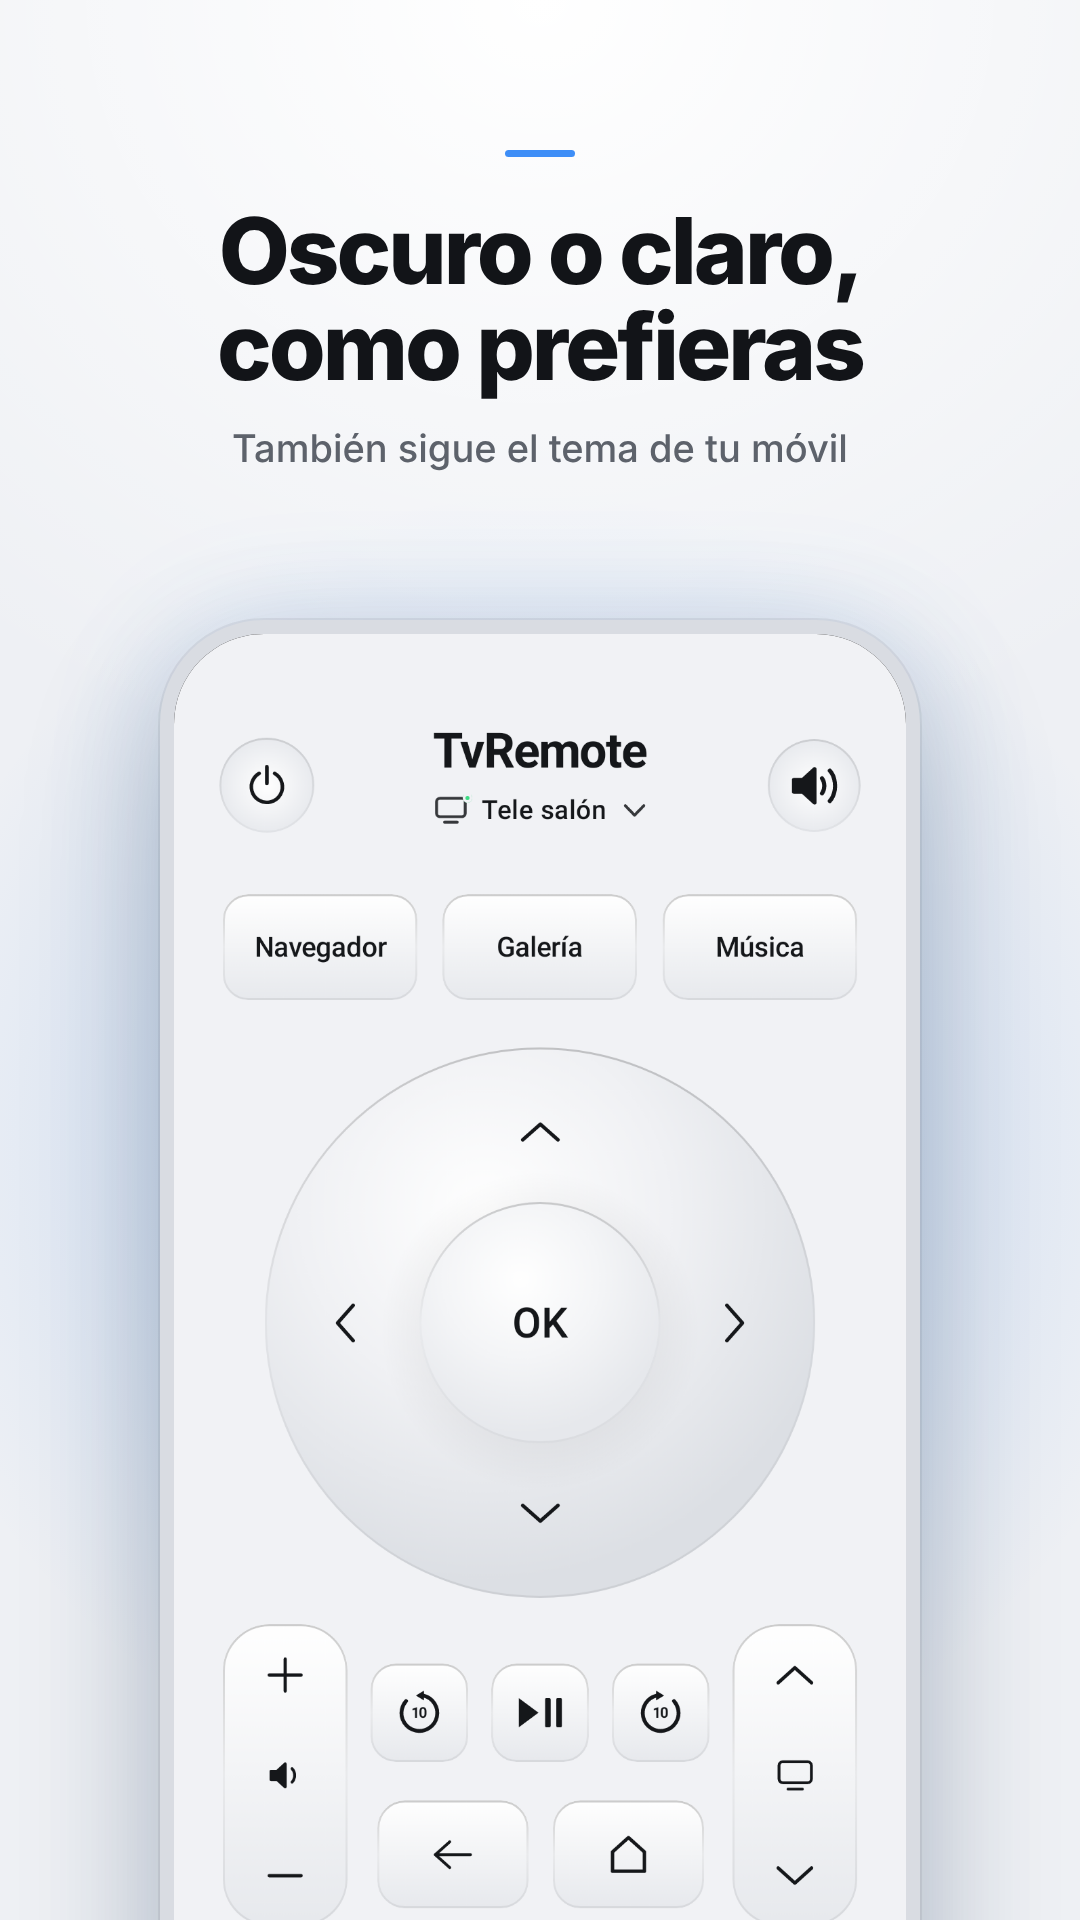 Oscuro o claro,
como prefieras
También sigue el tema de tu móvil
TvRemote
Tele salón
Navegador
Galería
Música
OK
10
10